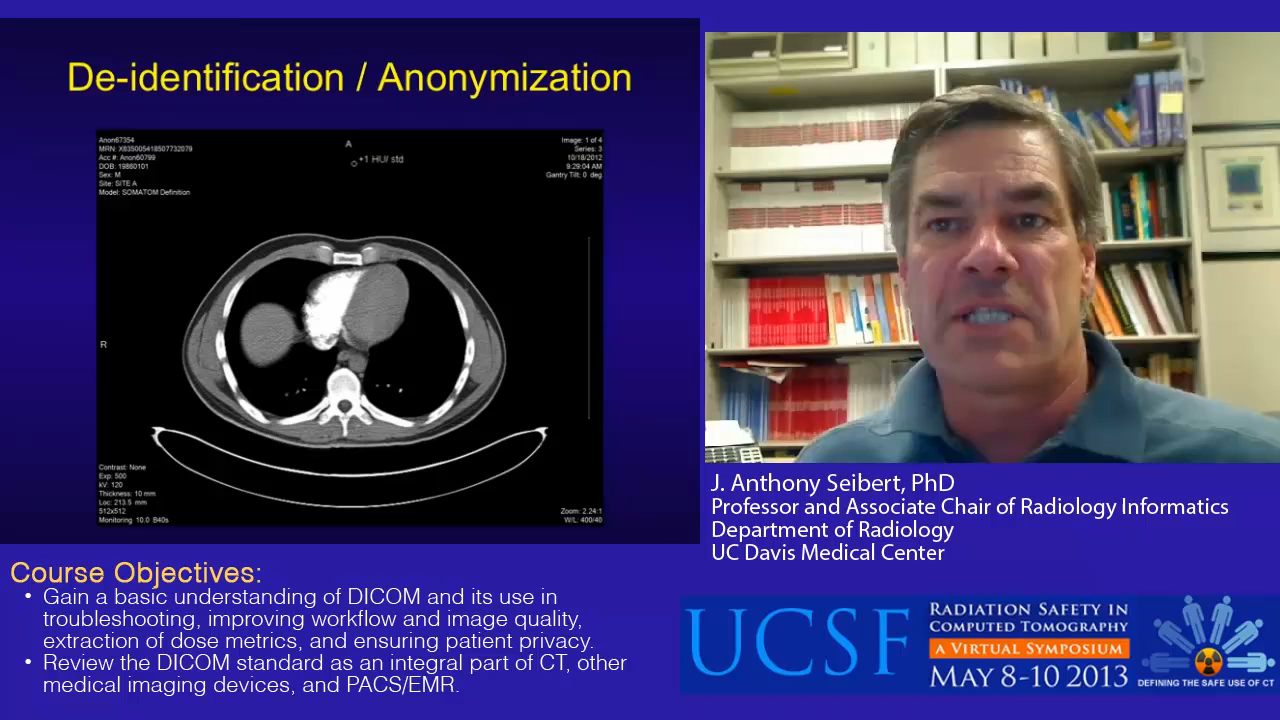 De-identification / Anonymization
Anon67354
MRN: X835005418507732079
Acc #: Anon60799
DOB: 19860101
Sex: M
Site: SITE A
Model: SOMATOM Definition
A
+1 HU/ std
Image: 1 of 4
Series: 3
10/18/2012
9:29:04 AM
Gantry Tilt: 0 deg
R
Contrast: None
Exp: 500
kV: 120
Thickness: 10 mm
Loc: 213.5 mm
512x512
Monitoring 10.0 B40s
Zoom: 2.24:1
W/L: 400/40
J. Anthony Seibert, PhD
Professor and Associate Chair of Radiology Informatics
Department of Radiology
UC Davis Medical Center
Course Objectives:
• Gain a basic understanding of DICOM and its use in
troubleshooting, improving workflow and image quality,
extraction of dose metrics, and ensuring patient privacy.
• Review the DICOM standard as an integral part of CT, other
medical imaging devices, and PACS/EMR.
UCSF
RADIATION SAFETY IN
COMPUTED TOMOGRAPHY
A VIRTUAL SYMPOSIUM
MAY 8-10 2013
DEFINING THE SAFE USE OF CT